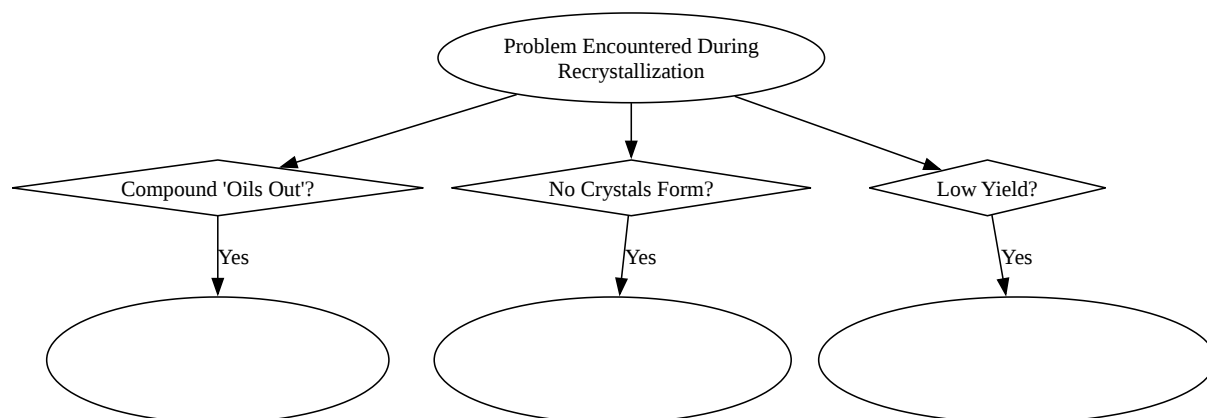 Problem Encountered During
Recrystallization
Compound 'Oils Out'?
No Crystals Form?
Low Yield?
Yes
Yes
Yes